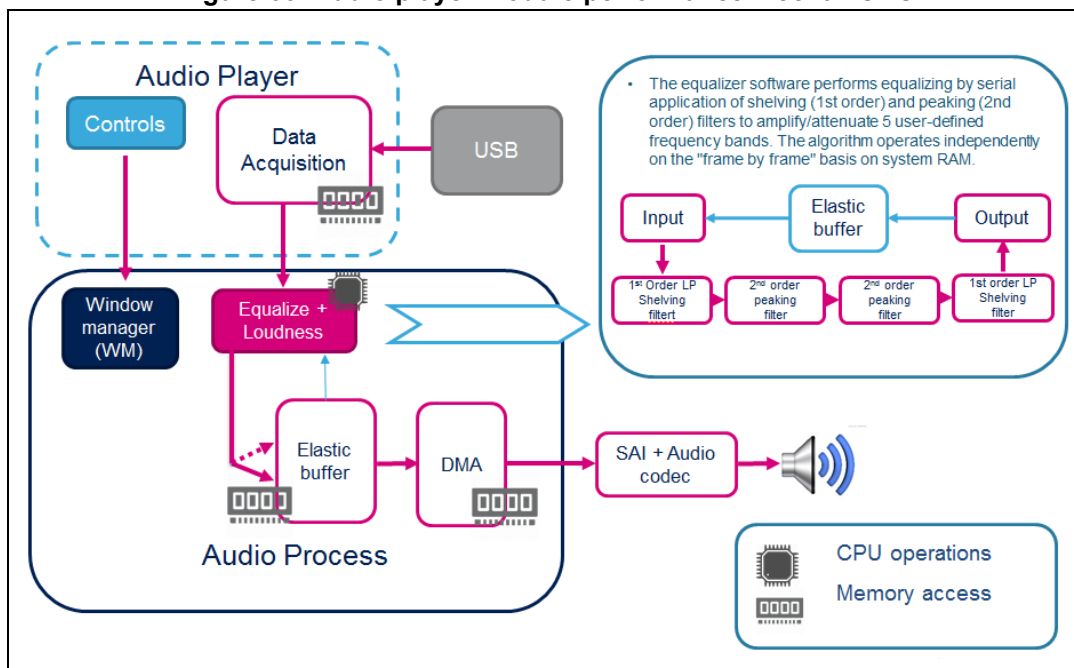 Audio Player
Controls
Data
Acquisition
USB
Window
manager
(WM)
Equalize +
Loudness
Elastic
buffer
DMA
Audio Process
SAI + Audio
codec
• The equalizer software performs equalizing by serial
application of shelving (1st order) and peaking (2nd
order) filters to amplify/attenuate 5 user-defined
frequency bands. The algorithm operates independently
on the "frame by frame" basis on system RAM.
Input
Elastic
buffer
Output
1st Order LP
Shelving
filtert
2nd order
peaking
filter
2nd order
peaking
filter
1st order LP
Shelving
filter
CPU operations
Memory access